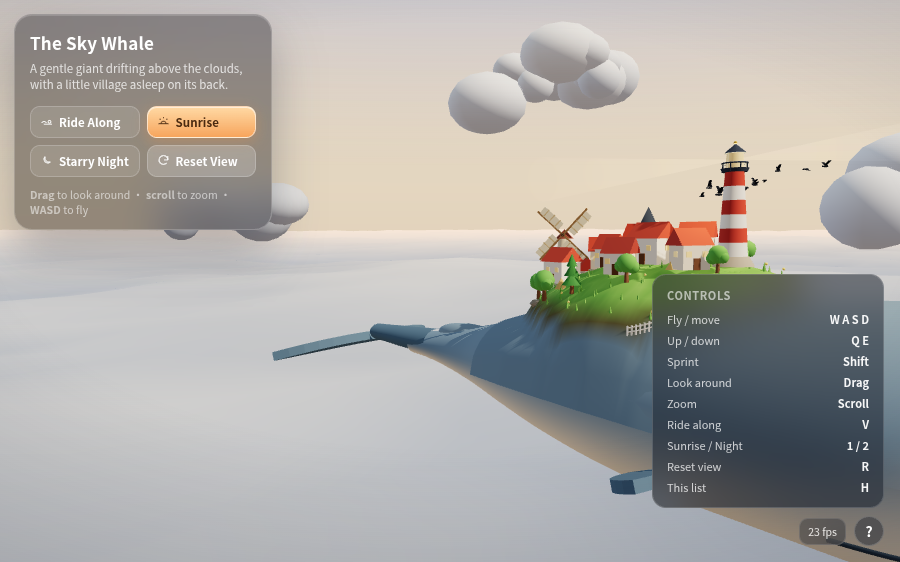 The Sky Whale
A gentle giant drifting above the clouds,
with a little village asleep on its back.
Ride Along
Sunrise
Starry Night
Reset View
Drag to look around • scroll to zoom •
WASD to fly
CONTROLS
Fly / move W A S D
Up / down Q E
Sprint Shift
Look around Drag
Zoom Scroll
Ride along V
Sunrise / Night 1 / 2
Reset view R
This list H
23 fps ?